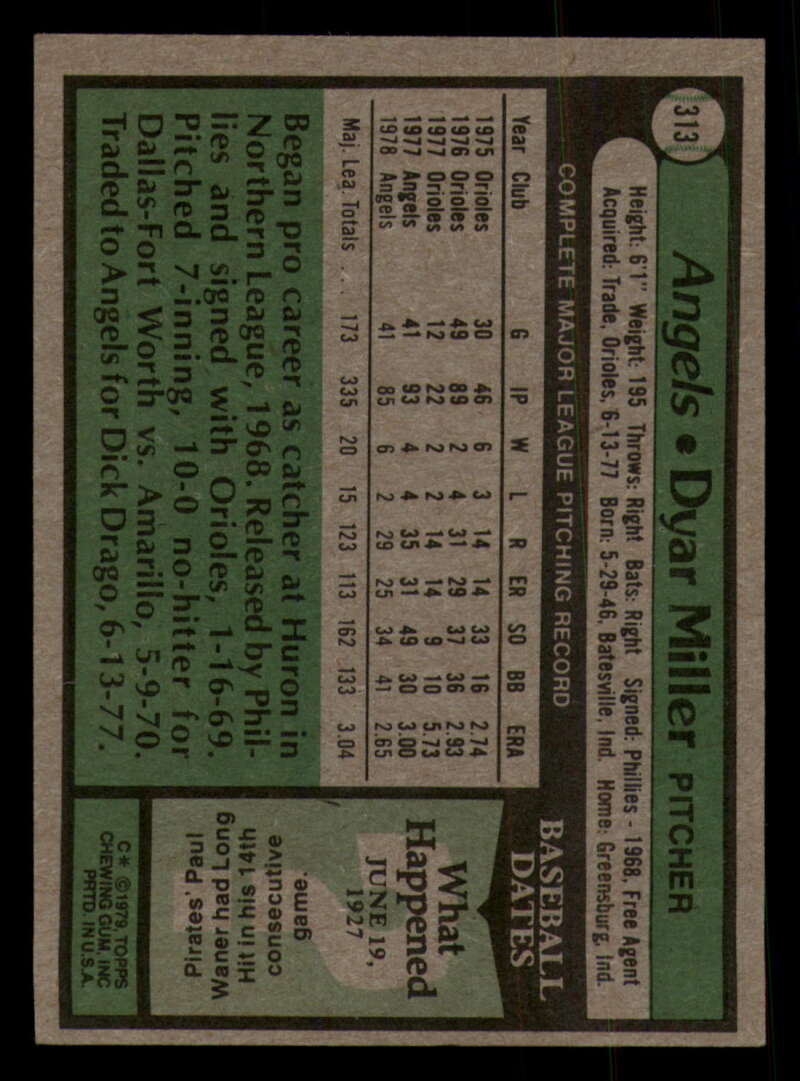 313
Angels • Dyar Miller PITCHER
Height: 6'1" Weight: 195 Throws: Right Bats: Right Signed: Phillies - 1968, Free Agent
Acquired: Trade, Orioles, 6-13-77 Born: 5-29-46, Batesville, Ind. Home: Greensburg, Ind.
COMPLETE MAJOR LEAGUE PITCHING RECORD
Year Club G IP W L R ER SO BB ERA
1975 Orioles 30 46 6 3 14 14 33 16 2.74
1976 Orioles 49 89 2 4 31 29 37 36 2.93
1977 Orioles 12 22 2 2 14 14 9 10 5.73
1977 Angels 41 93 4 4 35 31 49 30 3.00
1978 Angels 41 85 6 2 29 25 34 41 2.65
Maj. Lea. Totals . . . 173 335 20 15 123 113 162 133 3.04
Began pro career as catcher at Huron in
Northern League, 1968. Released by Phil-
lies and signed with Orioles, 1-16-69.
Pitched 7-inning, 10-0 no-hitter for
Dallas-Fort Worth vs. Amarillo, 5-9-70.
Traded to Angels for Dick Drago, 6-13-77.
BASEBALL
DATES
What
Happened
JUNE 19,
1927
Pirates' Paul
Waner had Long
Hit in his 14th
consecutive
game.
C* © 1979, TOPPS
CHEWING GUM, INC
PRTD. IN U.S.A.